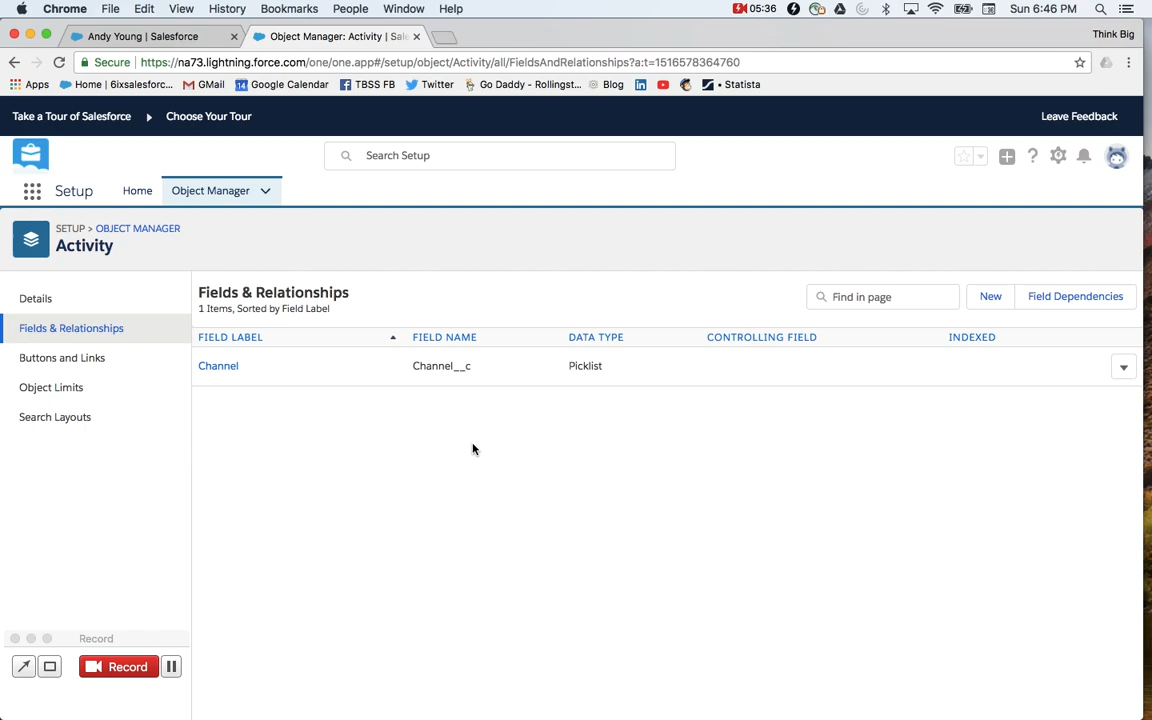 Chrome File Edit View History Bookmarks People Window Help 05:36 Sun 6:46 PM
Andy Young | Salesforce × Object Manager: Activity | Sale ×
Think Big
Secure https://na73.lightning.force.com/one/one.app#/setup/object/Activity/all/FieldsAndRelationships?a:t=1516578364760
Apps Home | 6ixsalesforc... GMail Google Calendar TBSS FB Twitter Go Daddy - Rollingst... Blog Statista
Take a Tour of Salesforce Choose Your Tour Leave Feedback
Search Setup
Setup Home Object Manager
SETUP > OBJECT MANAGER
Activity
Details
Fields & Relationships
Buttons and Links
Object Limits
Search Layouts
Fields & Relationships
1 Items, Sorted by Field Label
Find in page New Field Dependencies
FIELD LABEL FIELD NAME DATA TYPE CONTROLLING FIELD INDEXED
Channel Channel__c Picklist
Record
Record